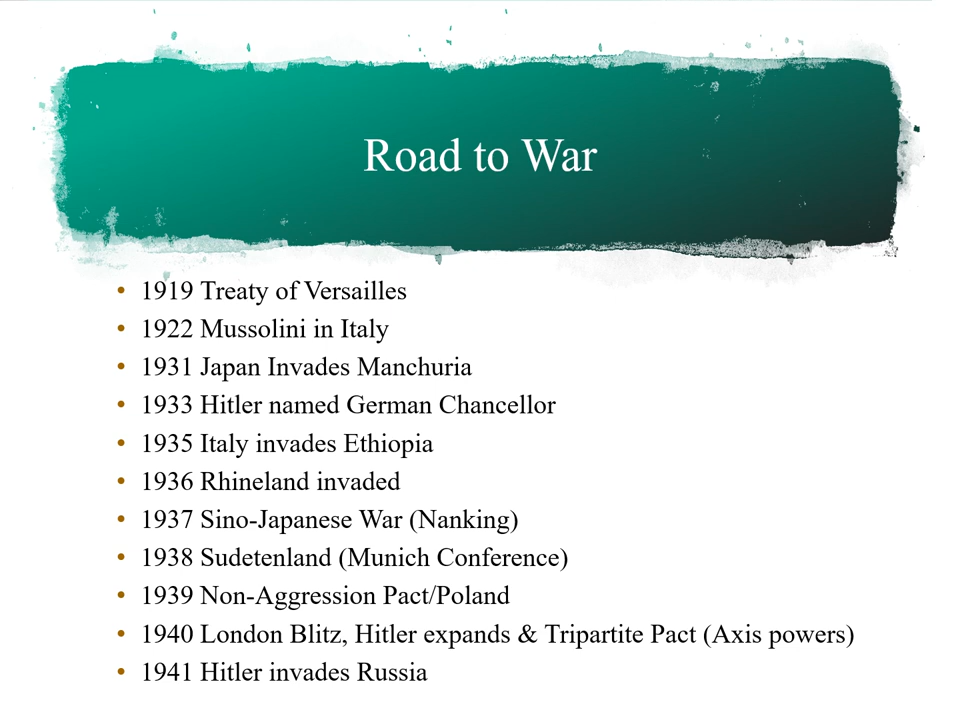 Road to War
• 1919 Treaty of Versailles
• 1922 Mussolini in Italy
• 1931 Japan Invades Manchuria
• 1933 Hitler named German Chancellor
• 1935 Italy invades Ethiopia
• 1936 Rhineland invaded
• 1937 Sino-Japanese War (Nanking)
• 1938 Sudetenland (Munich Conference)
• 1939 Non-Aggression Pact/Poland
• 1940 London Blitz, Hitler expands & Tripartite Pact (Axis powers)
• 1941 Hitler invades Russia